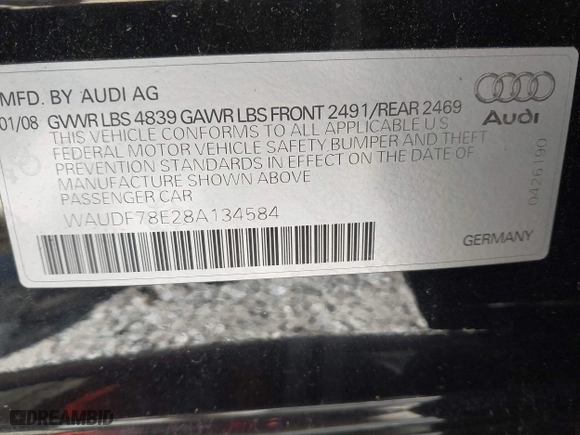 MFD. BY AUDI AG
01/08 GVWR LBS 4839 GAWR LBS FRONT 2491/REAR 2469
THIS VEHICLE CONFORMS TO ALL APPLICABLE U.S
FEDERAL MOTOR VEHICLE SAFETY BUMPER AND THEFT
PREVENTION STANDARDS IN EFFECT ON THE DATE OF
MANUFACTURE SHOWN ABOVE
PASSENGER CAR
WAUDF78E28A134584
Audi
0426190
GERMANY
DREAMBID